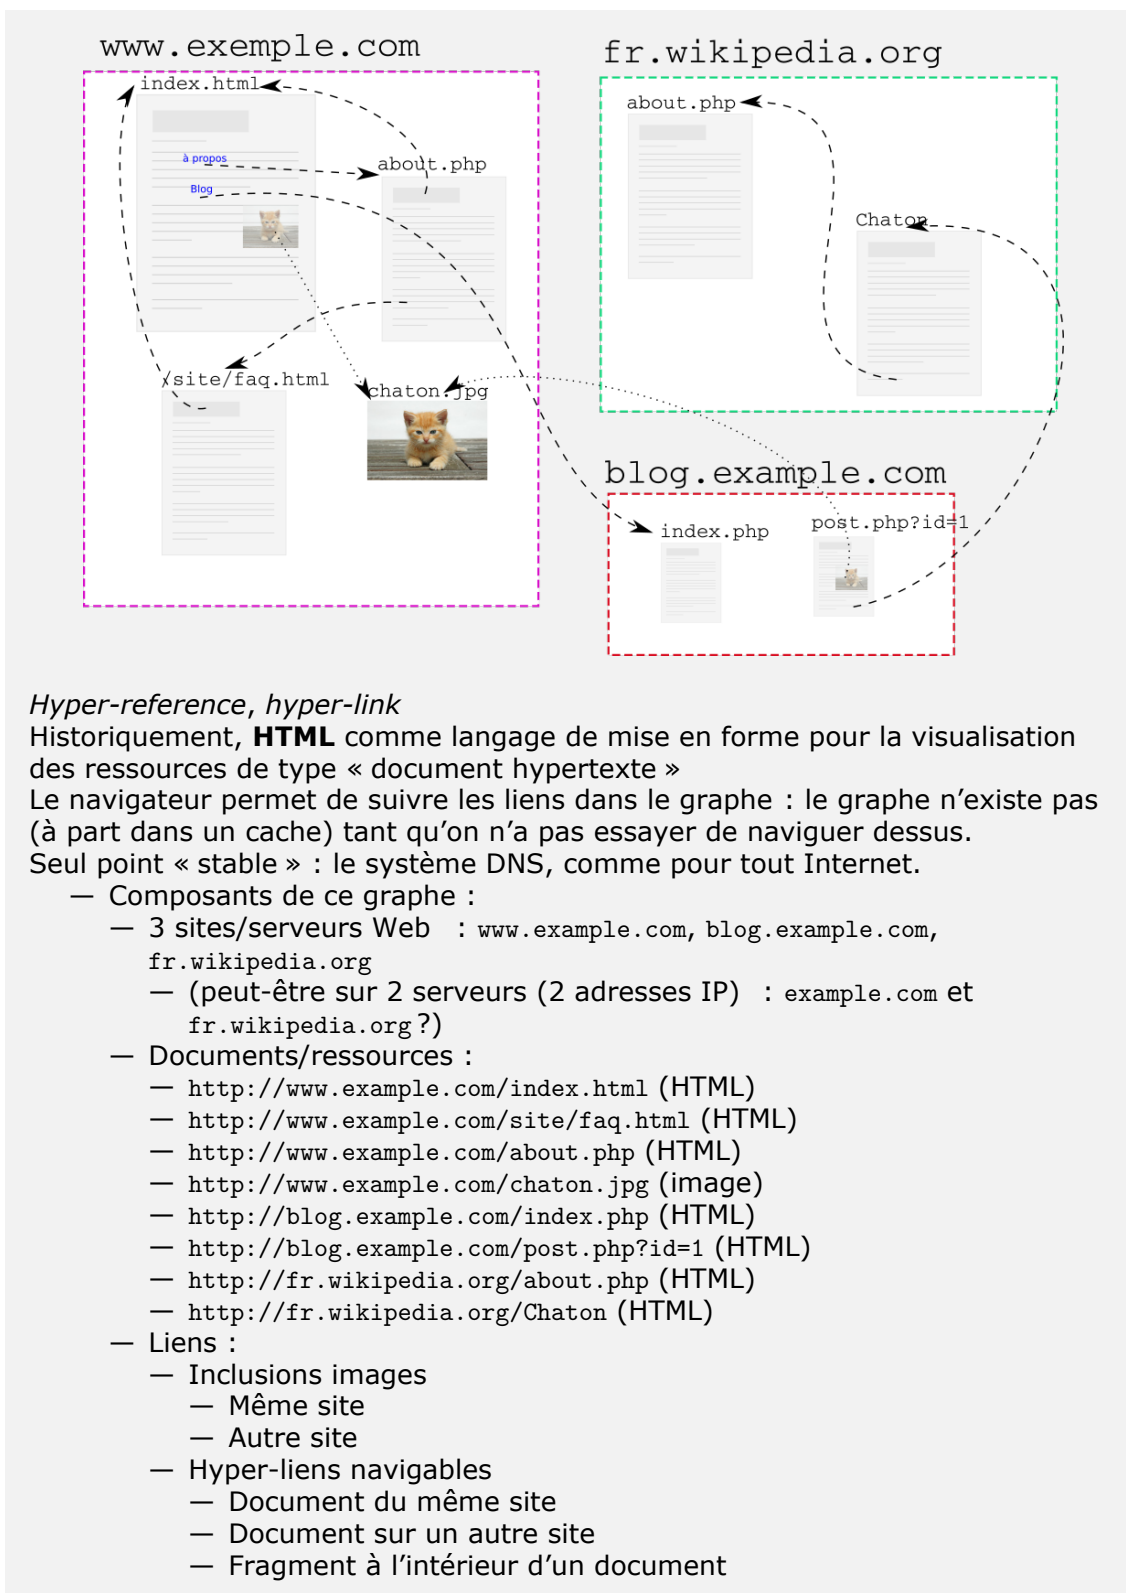 www.exemple.com
fr.wikipedia.org
index.html
about.php
à propos
about.php
Blog
Chaton
/site/faq.html
chaton.jpg
blog.example.com
index.php
post.php?id=1
Hyper-reference, hyper-link
Historiquement, HTML comme langage de mise en forme pour la visualisation
des ressources de type « document hypertexte »
Le navigateur permet de suivre les liens dans le graphe : le graphe n'existe pas
(à part dans un cache) tant qu'on n'a pas essayer de naviguer dessus.
Seul point « stable » : le système DNS, comme pour tout Internet.
— Composants de ce graphe :
— 3 sites/serveurs Web : www.example.com, blog.example.com,
fr.wikipedia.org
— (peut-être sur 2 serveurs (2 adresses IP) : example.com et
fr.wikipedia.org ?)
— Documents/ressources :
— http://www.example.com/index.html (HTML)
— http://www.example.com/site/faq.html (HTML)
— http://www.example.com/about.php (HTML)
— http://www.example.com/chaton.jpg (image)
— http://blog.example.com/index.php (HTML)
— http://blog.example.com/post.php?id=1 (HTML)
— http://fr.wikipedia.org/about.php (HTML)
— http://fr.wikipedia.org/Chaton (HTML)
— Liens :
— Inclusions images
— Même site
— Autre site
— Hyper-liens navigables
— Document du même site
— Document sur un autre site
— Fragment à l'intérieur d'un document